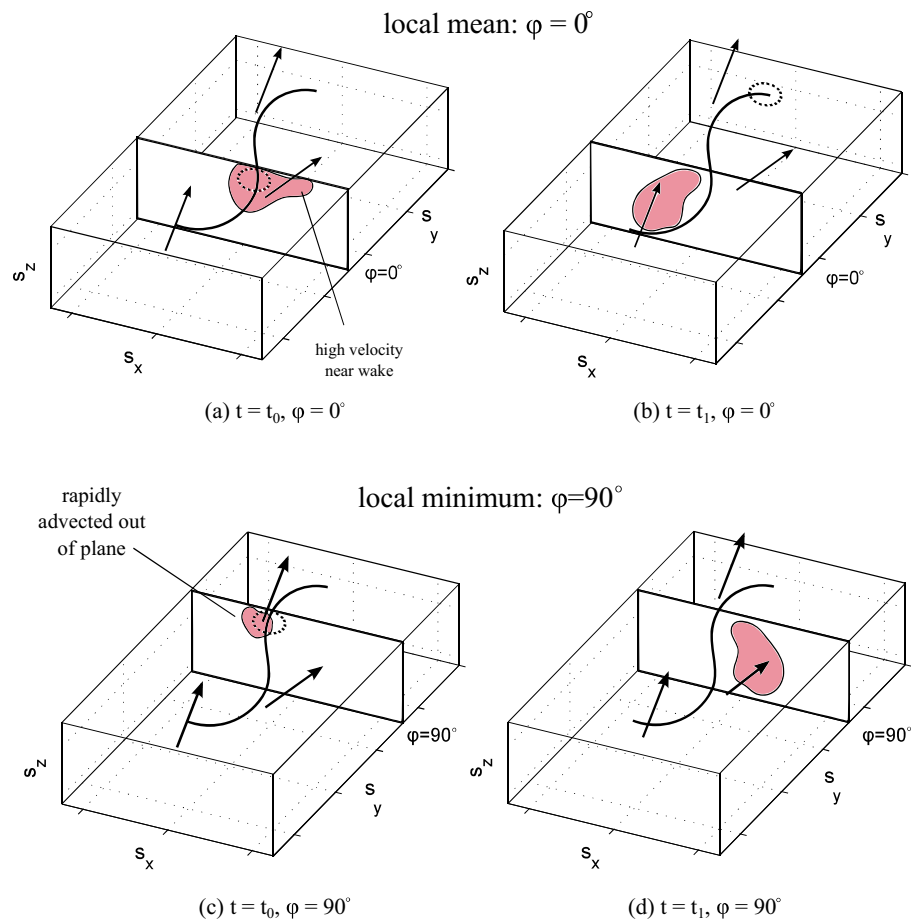 local mean: φ = 0°
s_z
s_x
s_y
φ=0°
high velocity
near wake
(a) t = t₀, φ = 0°
s_z
s_x
s_y
φ=0°
(b) t = t₁, φ = 0°
local minimum: φ=90°
rapidly
advected out
of plane
s_z
s_x
s_y
φ=90°
(c) t = t₀, φ = 90°
s_z
s_x
s_y
φ=90°
(d) t = t₁, φ = 90°